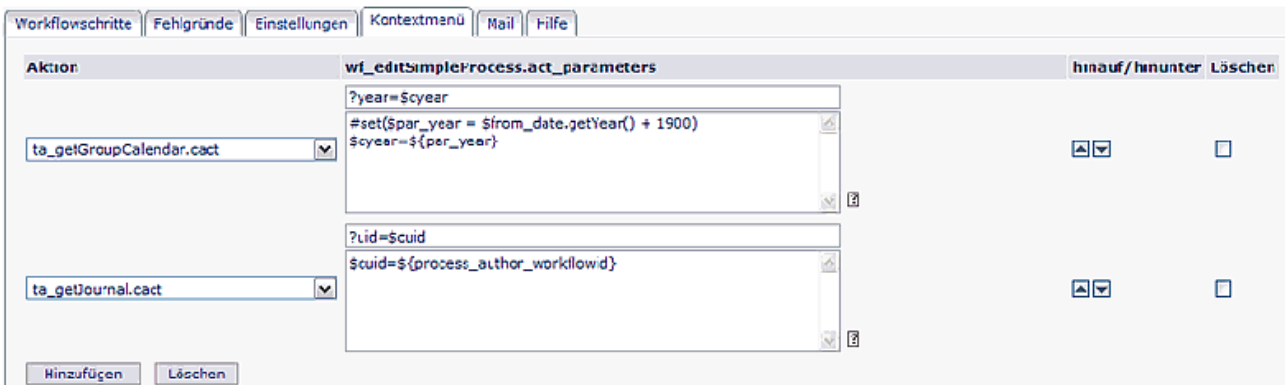 Workflowschritte Fehlgründe Einstellungen Kontextmenü Mail Hilfe
Aktion wf_editSimpleProcess.act_parameters hinauf/hinunter Löschen
?year=$cyear
#set($par_year = $from_date.getYear() + 1900)
$cyear=${par_year}
ta_getGroupCalendar.cact
?uid=$cuid
$cuid=${process_author_workflowid}
ta_getJournal.cact
Hinzufügen Löschen